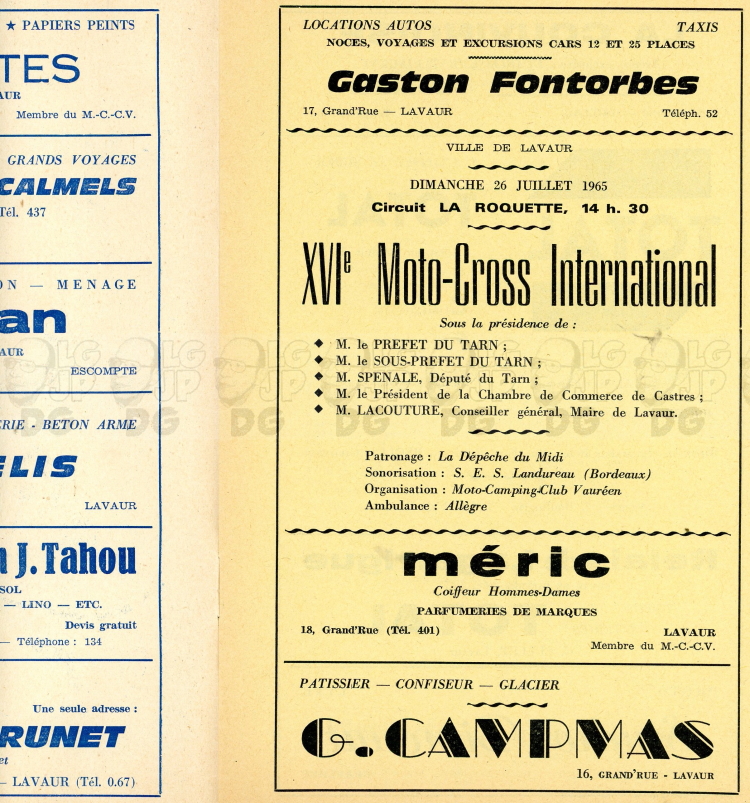 ★ PAPIERS PEINTS
Membre du M.-C.-C.V.
GRANDS VOYAGES
CALMELS
Tél. 437
— MENAGE
ESCOMPTE
- BETON ARME
LAVAUR
J. Tahou
SOL
— LINO — ETC.
Devis gratuit
— Téléphone : 134
Une seule adresse :
— LAVAUR (Tél. 0.67)
LOCATIONS AUTOS TAXIS
NOCES, VOYAGES ET EXCURSIONS CARS 12 ET 25 PLACES
Gaston Fontorbes
17, Grand'Rue — LAVAUR Téléph. 52
VILLE DE LAVAUR
DIMANCHE 26 JUILLET 1965
Circuit LA ROQUETTE, 14 h. 30
XVIe Moto-Cross International
Sous la présidence de :
◆ M. le PREFET DU TARN ;
◆ M. le SOUS-PREFET DU TARN ;
◆ M. SPENALE, Député du Tarn ;
◆ M. le Président de la Chambre de Commerce de Castres ;
◆ M. LACOUTURE, Conseiller général, Maire de Lavaur.
Patronage : La Dépêche du Midi
Sonorisation : S. E. S. Landureau (Bordeaux)
Organisation : Moto-Camping-Club Vauréen
Ambulance : Allègre
méric
Coiffeur Hommes-Dames
PARFUMERIES DE MARQUES
18, Grand'Rue (Tél. 401) LAVAUR
Membre du M.-C.-C.V.
PATISSIER — CONFISEUR — GLACIER
G. CAMPMAS
16, GRAND'RUE - LAVAUR
LGJP
DG